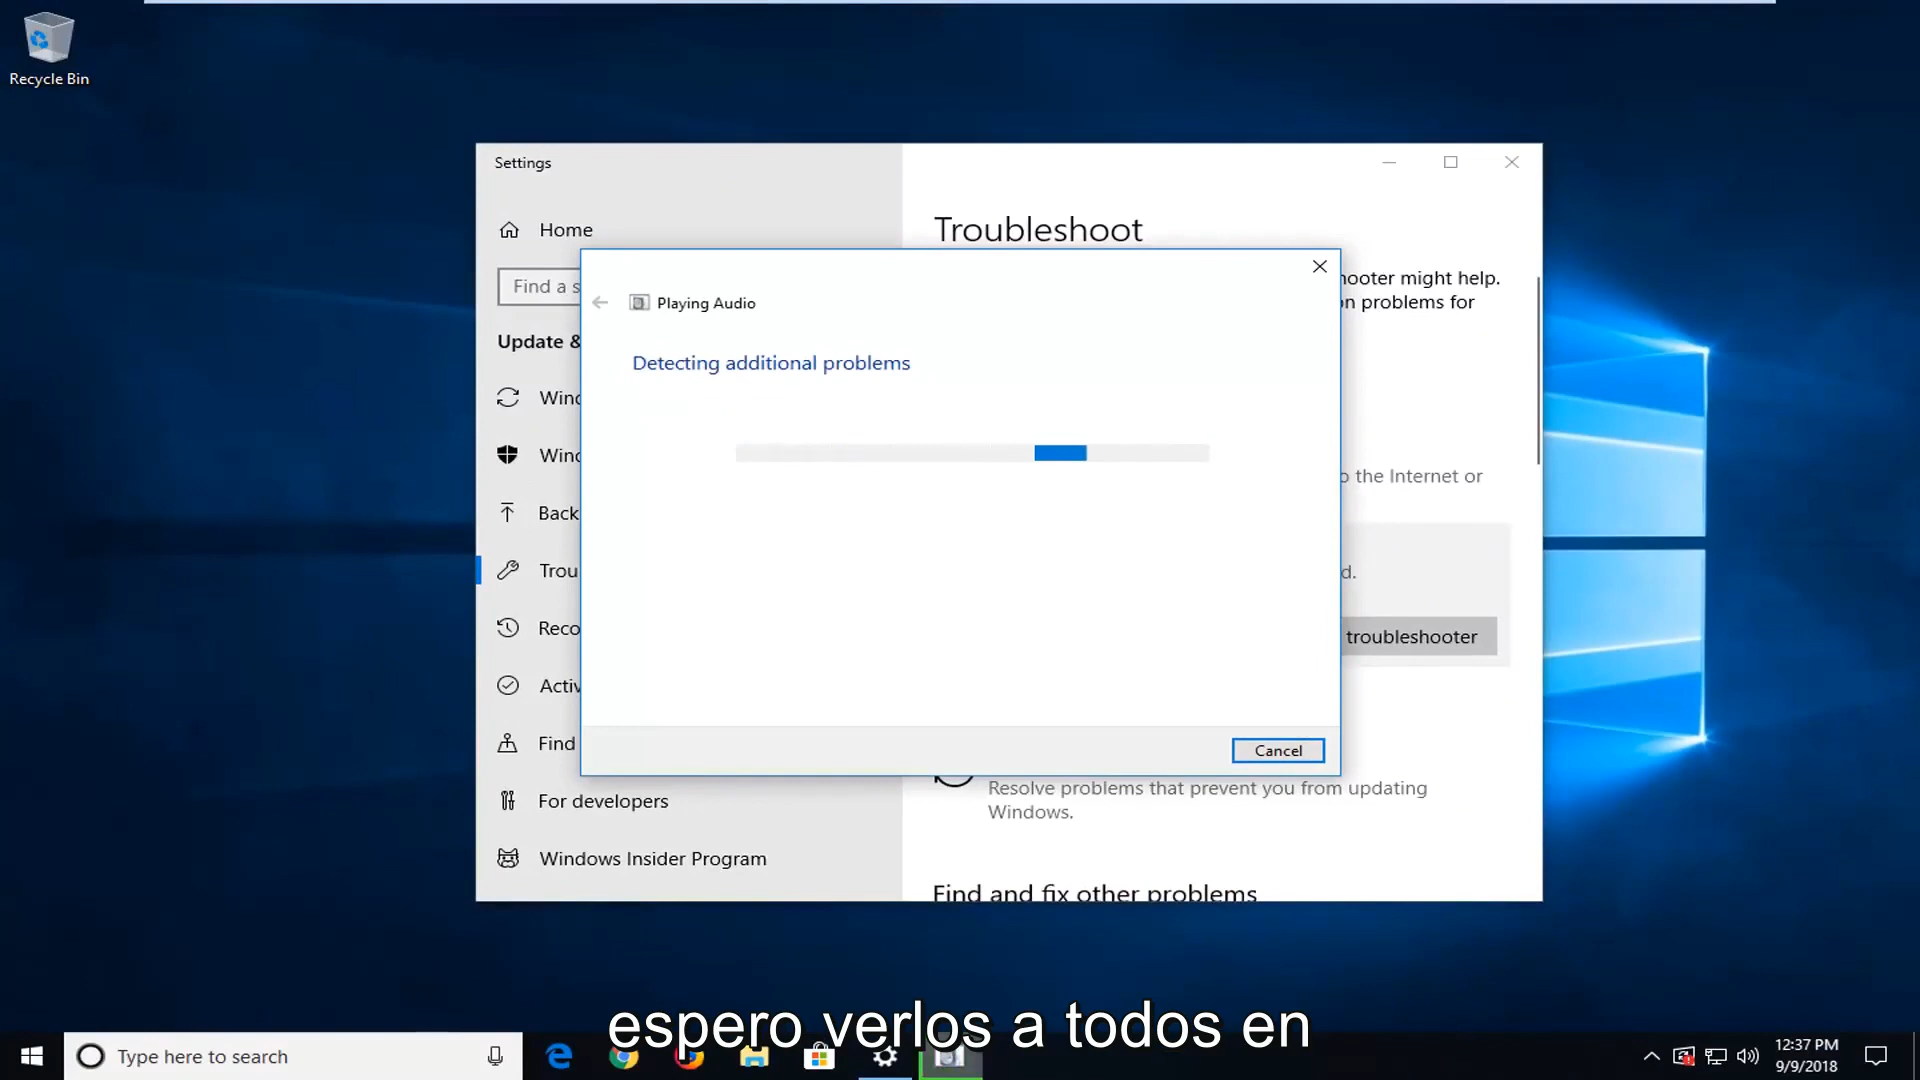 Recycle Bin
Settings
Home
Find a s
Update &
Wind
Wind
Back
Trou
Reco
Activ
Find
For developers
Windows Insider Program
Troubleshoot
hooter might help.
n problems for
o the Internet or
d.
troubleshooter
Resolve problems that prevent you from updating
Windows.
Find and fix other problems
Playing Audio
Detecting additional problems
Cancel
espero verlos a todos en
Type here to search
12:37 PM
9/9/2018